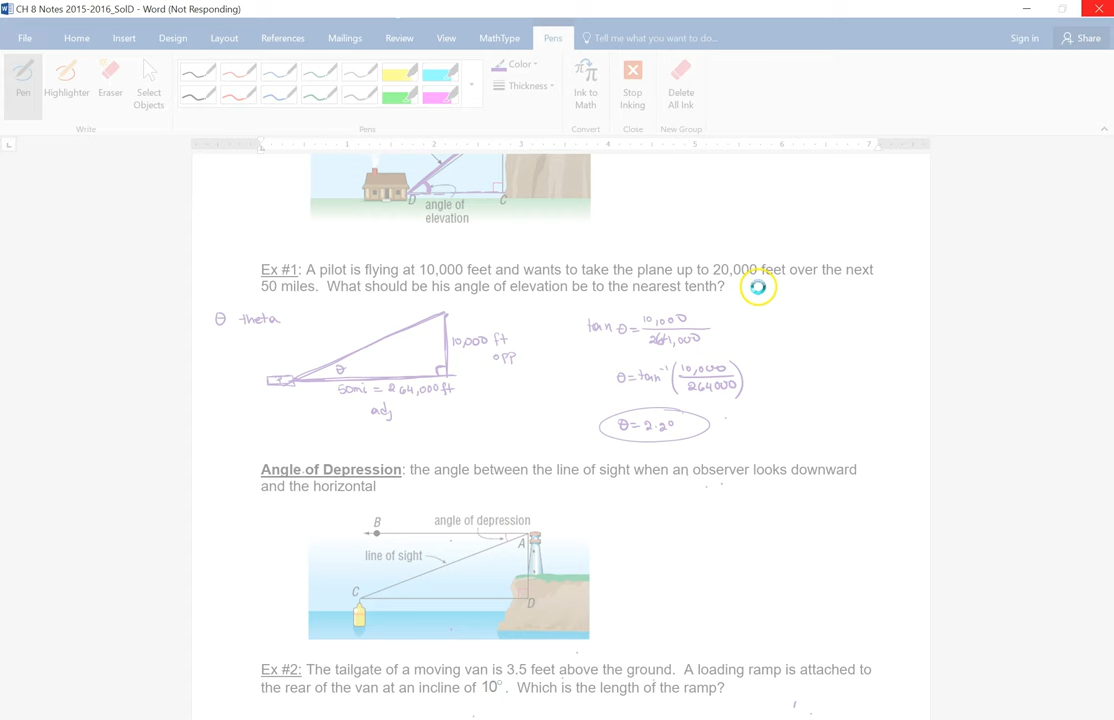 CH 8 Notes 2015-2016_SolD - Word (Not Responding)
File Home Insert Design Layout References Mailings Review View MathType Pens Tell me what you want to do... Sign in Share
Pen Highlighter Eraser Select Objects Color Thickness Ink to Math Stop Inking Delete All Ink
Write Pens Convert Close New Group
1 2 3 4 5 6 7
D C
angle of
elevation
Ex #1: A pilot is flying at 10,000 feet and wants to take the plane up to 20,000 feet over the next
50 miles. What should be his angle of elevation be to the nearest tenth?
θ theta
10,000 ft
opp
θ
50mi = 264,000ft
adj
tan θ = 10,000 / 264,000
θ = tan⁻¹ (10,000 / 264000)
θ = 2.2°
Angle of Depression: the angle between the line of sight when an observer looks downward
and the horizontal
B angle of depression
A
line of sight
C
D
Ex #2: The tailgate of a moving van is 3.5 feet above the ground. A loading ramp is attached to
the rear of the van at an incline of 10°. Which is the length of the ramp?